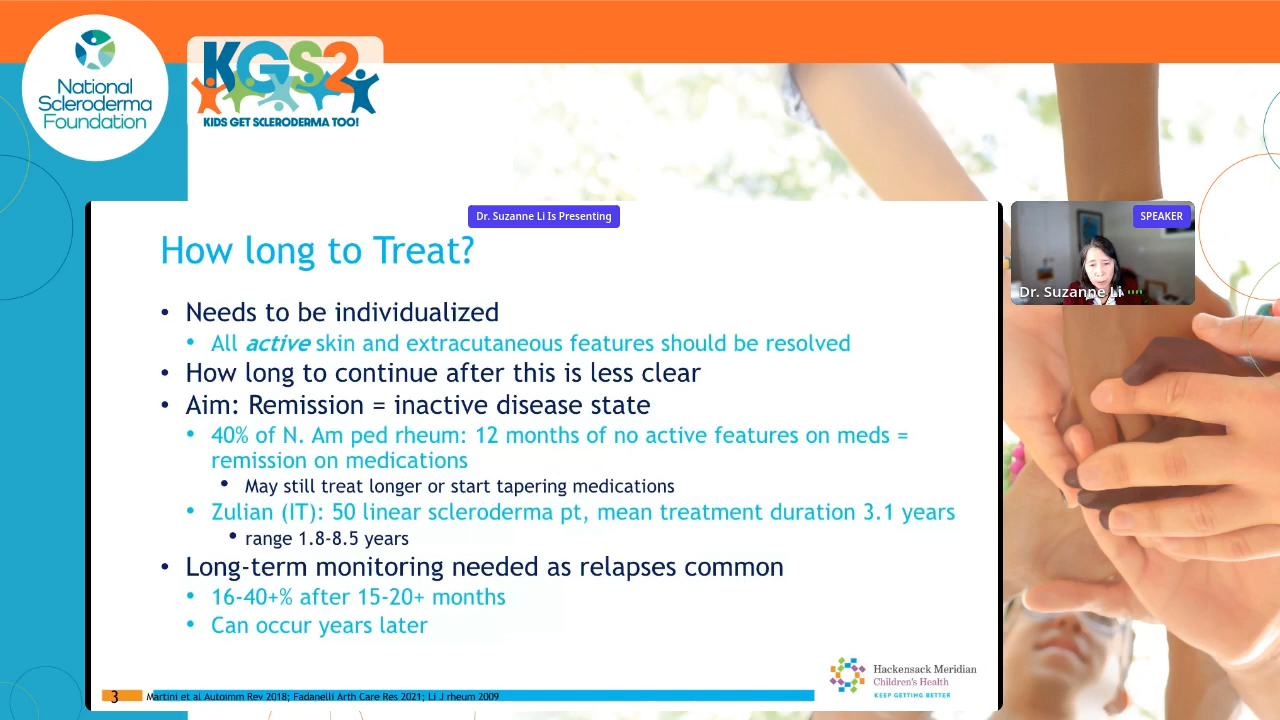 National
Scleroderma
Foundation
KGS2
KIDS GET SCLERODERMA TOO!
Dr. Suzanne Li Is Presenting
SPEAKER
Dr. Suzanne Li
How long to Treat?
• Needs to be individualized
• All active skin and extracutaneous features should be resolved
• How long to continue after this is less clear
• Aim: Remission = inactive disease state
• 40% of N. Am ped rheum: 12 months of no active features on meds =
remission on medications
• May still treat longer or start tapering medications
• Zulian (IT): 50 linear scleroderma pt, mean treatment duration 3.1 years
• range 1.8-8.5 years
• Long-term monitoring needed as relapses common
• 16-40+% after 15-20+ months
• Can occur years later
Hackensack Meridian
Children's Health
KEEP GETTING BETTER
3
Martini et al Autoimm Rev 2018; Fadanelli Arth Care Res 2021; Li J rheum 2009